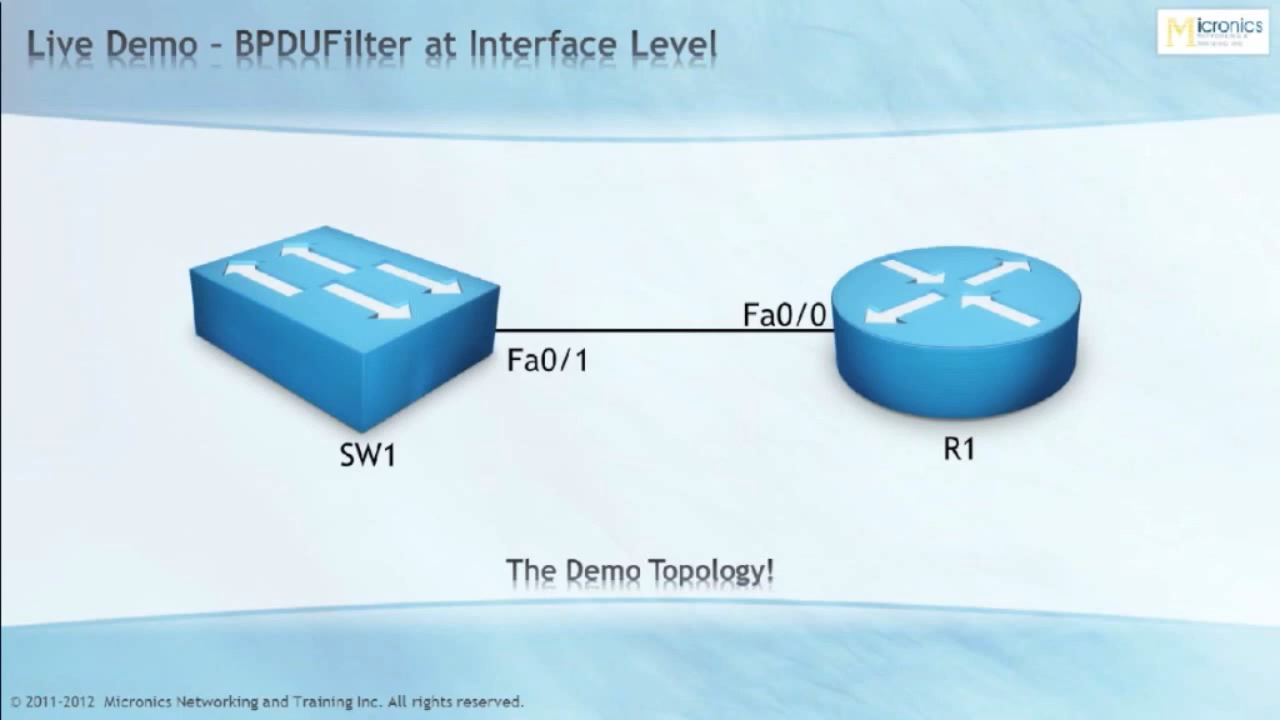 Live Demo – BPDUFilter at Interface Level
Micronics
Fa0/0
Fa0/1
SW1
R1
The Demo Topology!
© 2011-2012 Micronics Networking and Training Inc. All rights reserved.